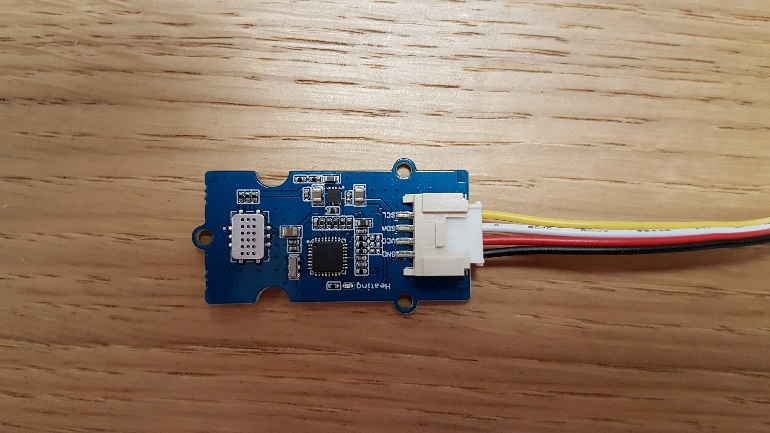 SCL
SDA
VCC
GND
Heating